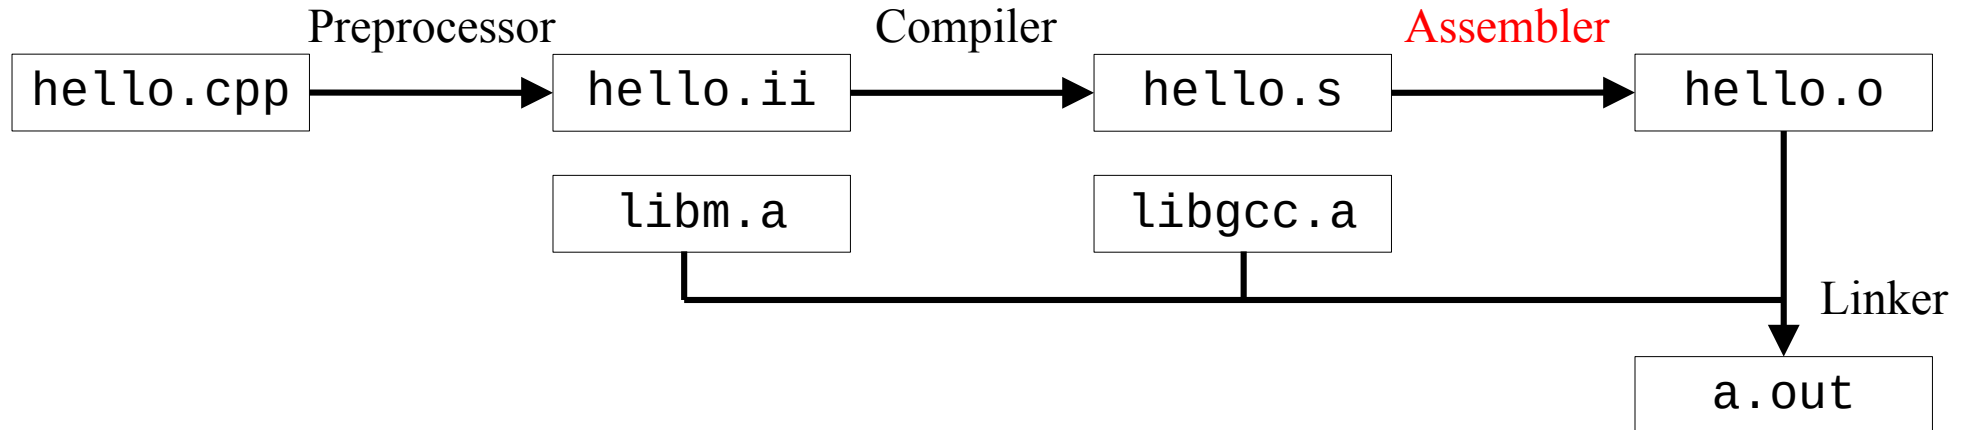 Preprocessor Compiler Assembler
hello.cpp hello.ii hello.s hello.o
libm.a libgcc.a
Linker
a.out